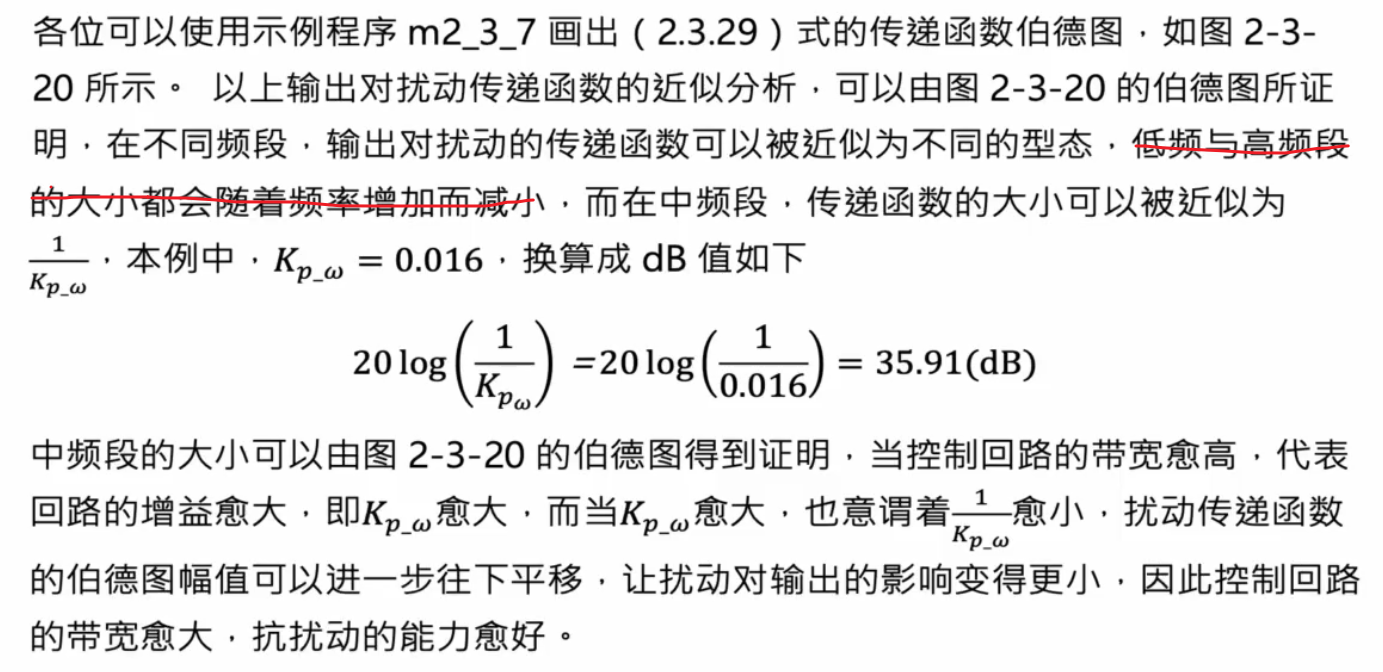 各位可以使用示例程序 m2_3_7 画出（2.3.29）式的传递函数伯德图，如图 2-3-
20 所示。 以上输出对扰动传递函数的近似分析，可以由图 2-3-20 的伯德图所证
明，在不同频段，输出对扰动的传递函数可以被近似为不同的型态，低频与高频段
的大小都会随着频率增加而减小，而在中频段，传递函数的大小可以被近似为
$\frac{1}{K_{p\_\omega}}$，本例中，$K_{p\_\omega} = 0.016$，换算成 dB 值如下
$20\log\left(\frac{1}{K_{p_\omega}}\right) = 20\log\left(\frac{1}{0.016}\right) = 35.91(\text{dB})$
中频段的大小可以由图 2-3-20 的伯德图得到证明，当控制回路的带宽愈高，代表
回路的增益愈大，即$K_{p\_\omega}$愈大，而当$K_{p\_\omega}$愈大，也意谓着$\frac{1}{K_{p\_\omega}}$愈小，扰动传递函数
的伯德图幅值可以进一步往下平移，让扰动对输出的影响变得更小，因此控制回路
的带宽愈大，抗扰动的能力愈好。